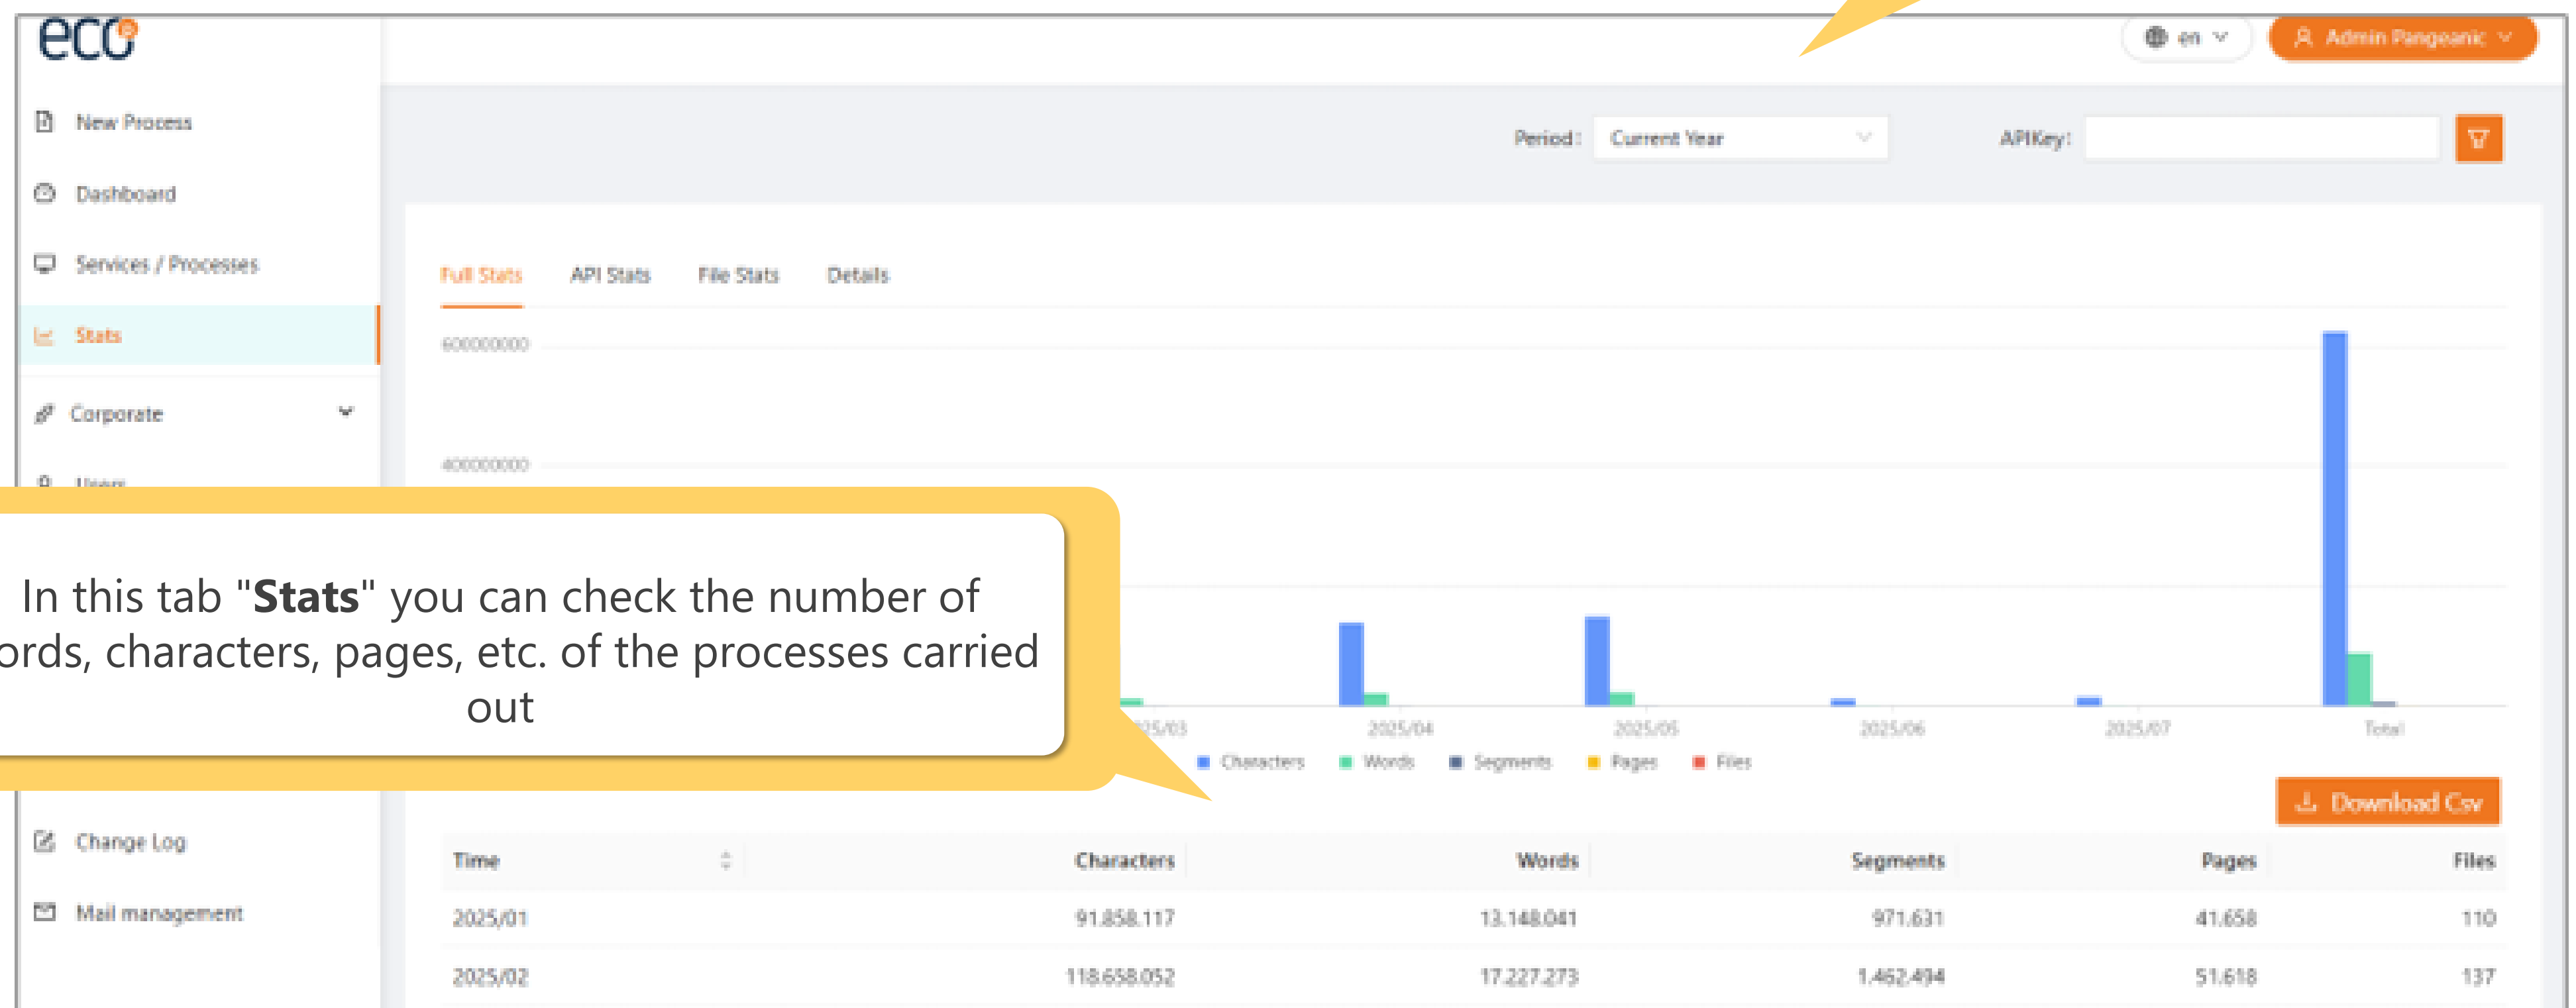 eco
en
Admin Pangeanic
New Process
Period: Current Year
APIKey:
Dashboard
Services / Processes
Full Stats API Stats File Stats Details
Stats
600000000
Corporate
400000000
Users
In this tab "Stats" you can check the number of
ords, characters, pages, etc. of the processes carried
out
25/03 2025/04 2025/05 2025/06 2025/07 Total
Characters Words Segments Pages Files
Download Csv
Change Log
Time Characters Words Segments Pages Files
Mail management
2025/01 91.858.117 13.148.041 971.631 41.658 110
2025/02 118.658.052 17.227.273 1.462.494 51.618 137